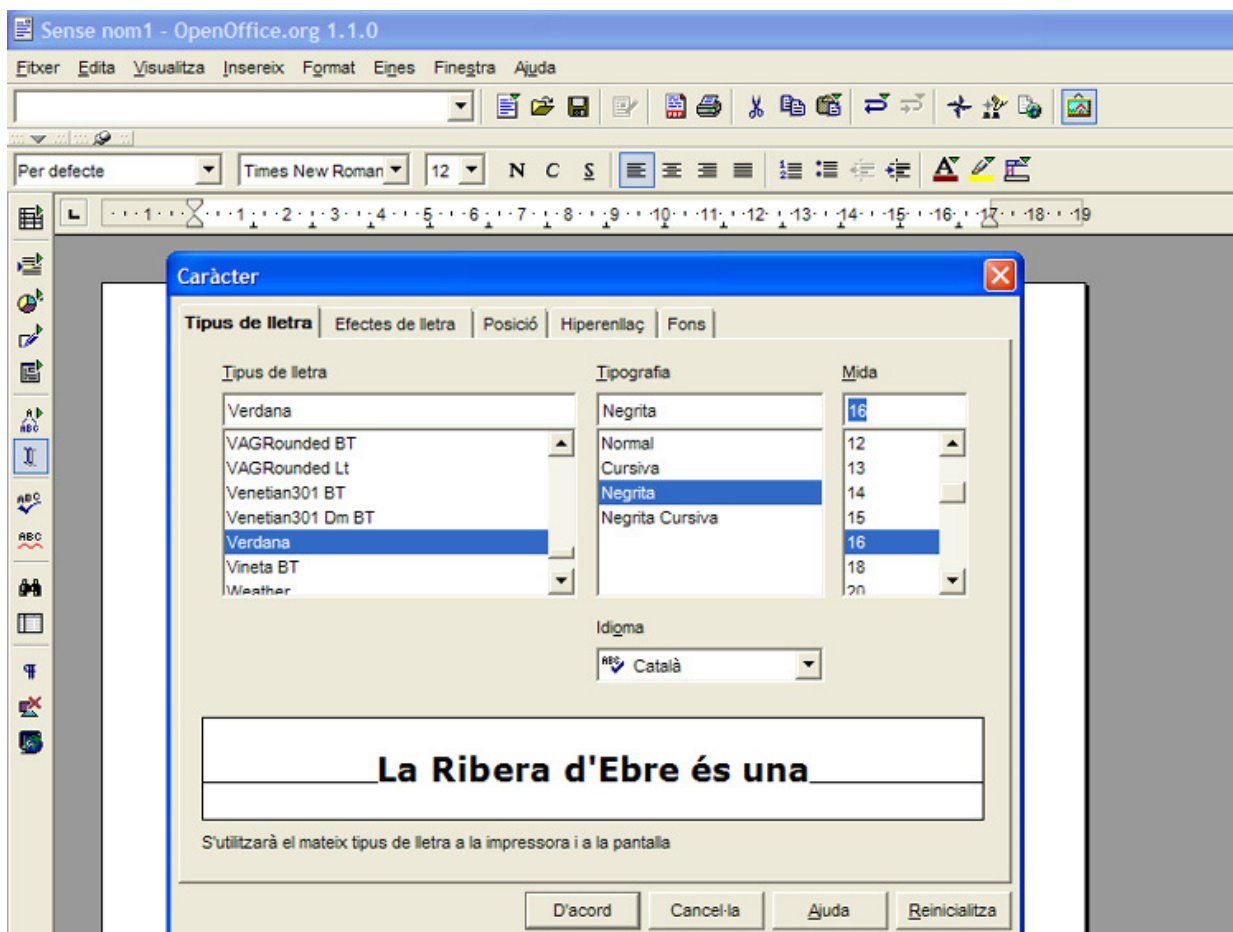 Sense nom1 - OpenOffice.org 1.1.0
Fitxer Edita Visualitza Insereix Format Eines Finestra Ajuda
Per defecte Times New Roman 12 N C S
1 1 2 3 4 5 6 7 8 9 10 11 12 13 14 15 16 17 18 19
Caràcter
Tipus de lletra Efectes de lletra Posició Hiperenllaç Fons
Tipus de lletra Tipografia Mida
Verdana Negrita 16
VAGRounded BT Normal 12
VAGRounded Lt Cursiva 13
Venetian301 BT Negrita 14
Venetian301 Dm BT Negrita Cursiva 15
Verdana 16
Vineta BT 18
Weather 20
Idioma
ABC Català
La Ribera d'Ebre és una
S'utilitzarà el mateix tipus de lletra a la impressora i a la pantalla
D'acord Cancel·la Ajuda Reinicialitza